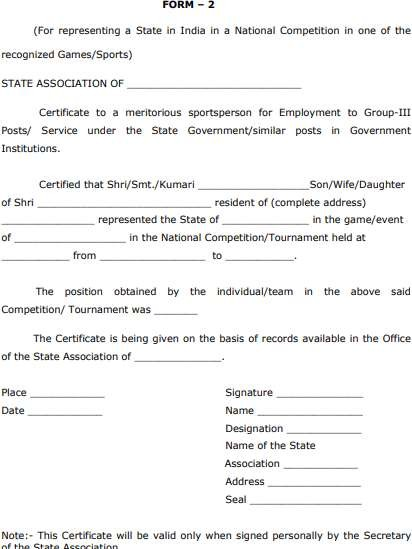 FORM – 2
(For representing a State in India in a National Competition in one of the
recognized Games/Sports)
STATE ASSOCIATION OF ____________________________
Certificate to a meritorious sportsperson for Employment to Group-III
Posts/ Service under the State Government/similar posts in Government
Institutions.
Certified that Shri/Smt./Kumari __________________Son/Wife/Daughter
of Shri ____________________________ resident of (complete address)
_______________ represented the State of ______________ in the game/event
of __________________ in the National Competition/Tournament held at
___________ from _________________ to ___________.
The position obtained by the individual/team in the above said
Competition/ Tournament was _______
The Certificate is being given on the basis of records available in the Office
of the State Association of ______________.
Place ____________
Signature ______________
Date ____________
Name _________________
Designation ____________
Name of the State
Association ____________
Address _______________
Seal __________________
Note:- This Certificate will be valid only when signed personally by the Secretary
of the State Association